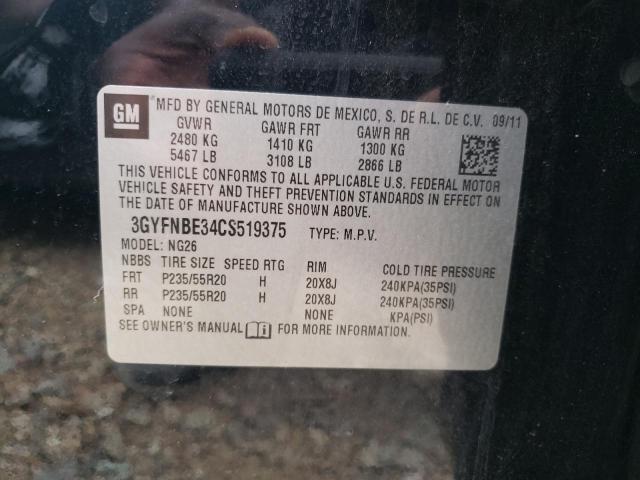 GM MFD BY GENERAL MOTORS DE MEXICO, S. DE R.L. DE C.V. 09/11
GVWR GAWR FRT GAWR RR
2480 KG 1410 KG 1300 KG
5467 LB 3108 LB 2866 LB
THIS VEHICLE CONFORMS TO ALL APPLICABLE U.S. FEDERAL MOTOR
VEHICLE SAFETY AND THEFT PREVENTION STANDARDS IN EFFECT ON
THE DATE OF MANUFACTURE SHOWN ABOVE.
3GYFNBE34CS519375 TYPE: M.P.V.
MODEL: NG26
NBBS TIRE SIZE SPEED RTG RIM COLD TIRE PRESSURE
FRT P235/55R20 H 20X8J 240KPA(35PSI)
RR P235/55R20 H 20X8J 240KPA(35PSI)
SPA NONE NONE KPA(PSI)
SEE OWNER'S MANUAL FOR MORE INFORMATION.